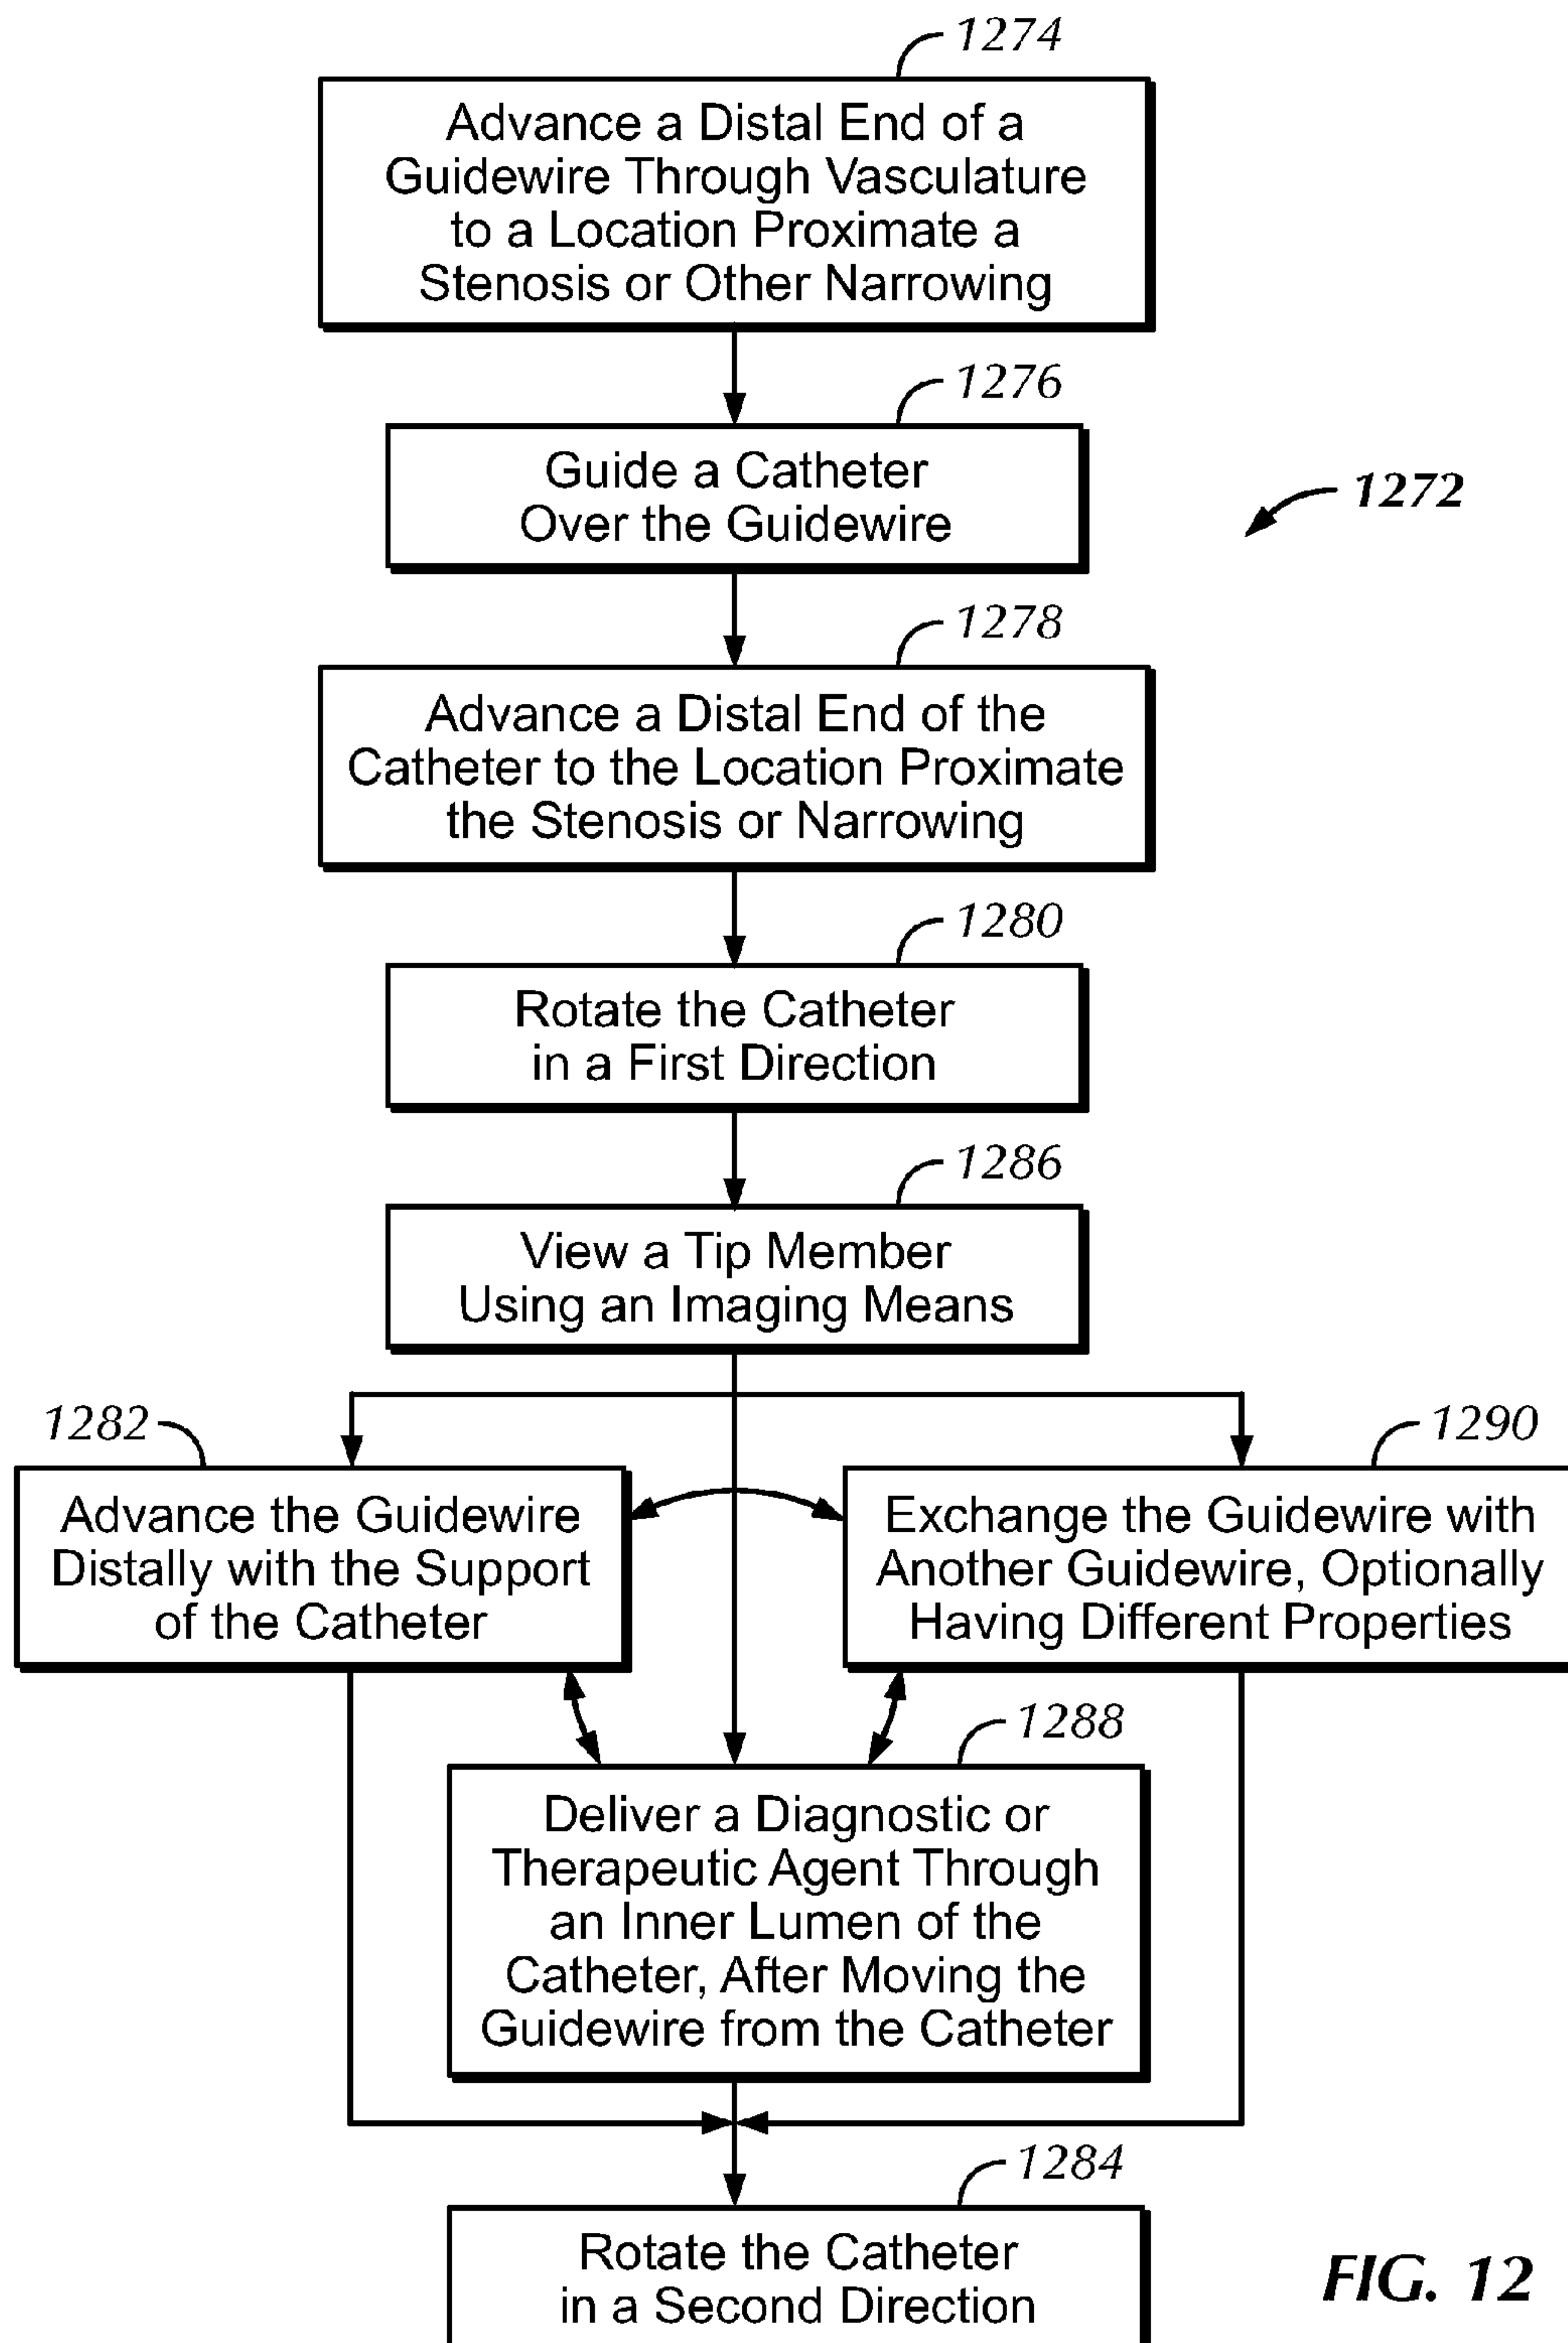 1274
Advance a Distal End of a
Guidewire Through Vasculature
to a Location Proximate a
Stenosis or Other Narrowing
1276
Guide a Catheter
Over the Guidewire
1272
1278
Advance a Distal End of the
Catheter to the Location Proximate
the Stenosis or Narrowing
1280
Rotate the Catheter
in a First Direction
1286
View a Tip Member
Using an Imaging Means
1282
Advance the Guidewire
Distally with the Support
of the Catheter
1290
Exchange the Guidewire with
Another Guidewire, Optionally
Having Different Properties
1288
Deliver a Diagnostic or
Therapeutic Agent Through
an Inner Lumen of the
Catheter, After Moving the
Guidewire from the Catheter
1284
Rotate the Catheter
in a Second Direction
FIG. 12